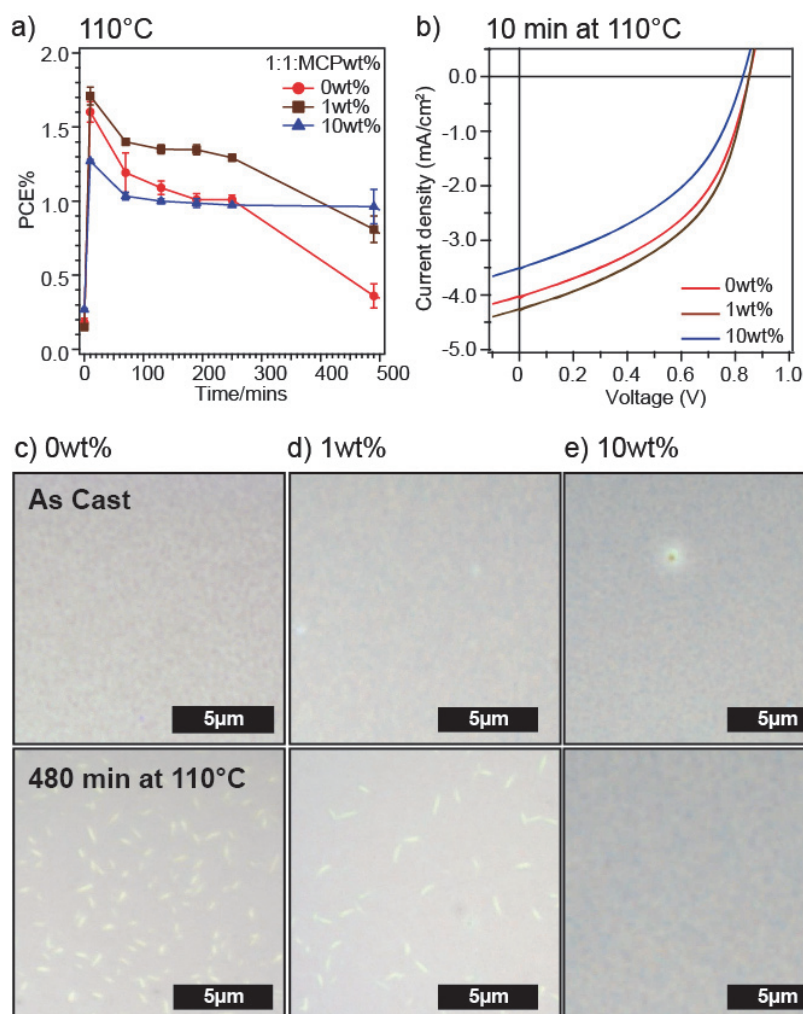 a)
110°C
2.0
1.5
1.0
0.5
0.0
PCE%
0
100
200
300
400
500
Time/mins
1:1:MCPwt%
0wt%
1wt%
10wt%
b)
10 min at 110°C
0.0
-1.0
-2.0
-3.0
-4.0
-5.0
Current density (mA/cm²)
0
0.2
0.4
0.6
0.8
1.0
Voltage (V)
0wt%
1wt%
10wt%
c) 0wt%
d) 1wt%
e) 10wt%
As Cast
5µm
5µm
5µm
480 min at 110°C
5µm
5µm
5µm